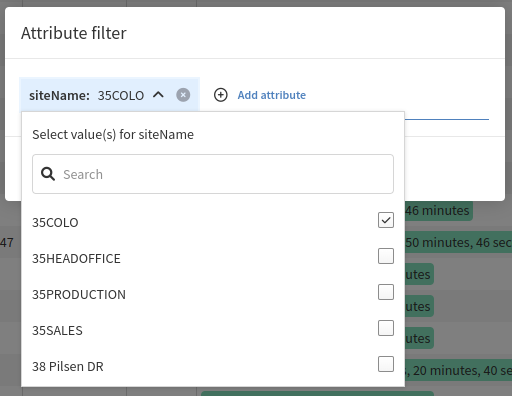 Attribute filter
siteName: 35COLO
Add attribute
Select value(s) for siteName
Search
35COLO
46 minutes
47
50 minutes, 46 sec
35HEADOFFICE
utes
35PRODUCTION
utes
35SALES
utes
38 Pilsen DR
, 20 minutes, 40 se